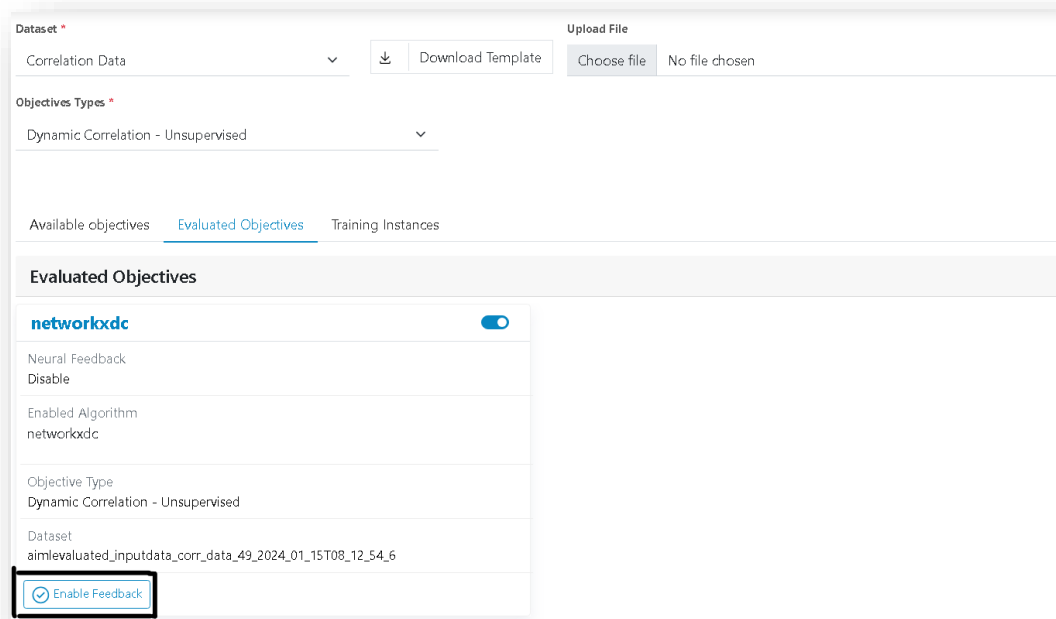 Dataset *
Upload File
Correlation Data
Download Template
Choose file No file chosen
Objectives Types *
Dynamic Correlation - Unsupervised
Available objectives Evaluated Objectives Training Instances
Evaluated Objectives
networkxdc
Neural Feedback
Disable
Enabled Algorithm
networkxdc
Objective Type
Dynamic Correlation - Unsupervised
Dataset
aimlevaluated_inputdata_corr_data_49_2024_01_15T08_12_54_6
Enable Feedback